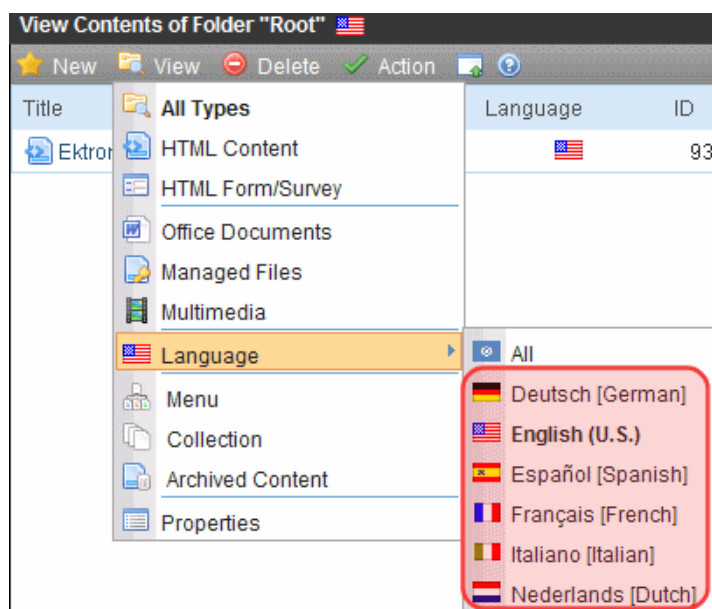 View Contents of Folder "Root"
New View Delete Action
Title Language ID
Ektror 93
All Types
HTML Content
HTML Form/Survey
Office Documents
Managed Files
Multimedia
Language
Menu
Collection
Archived Content
Properties
All
Deutsch [German]
English (U.S.)
Español [Spanish]
Français [French]
Italiano [Italian]
Nederlands [Dutch]